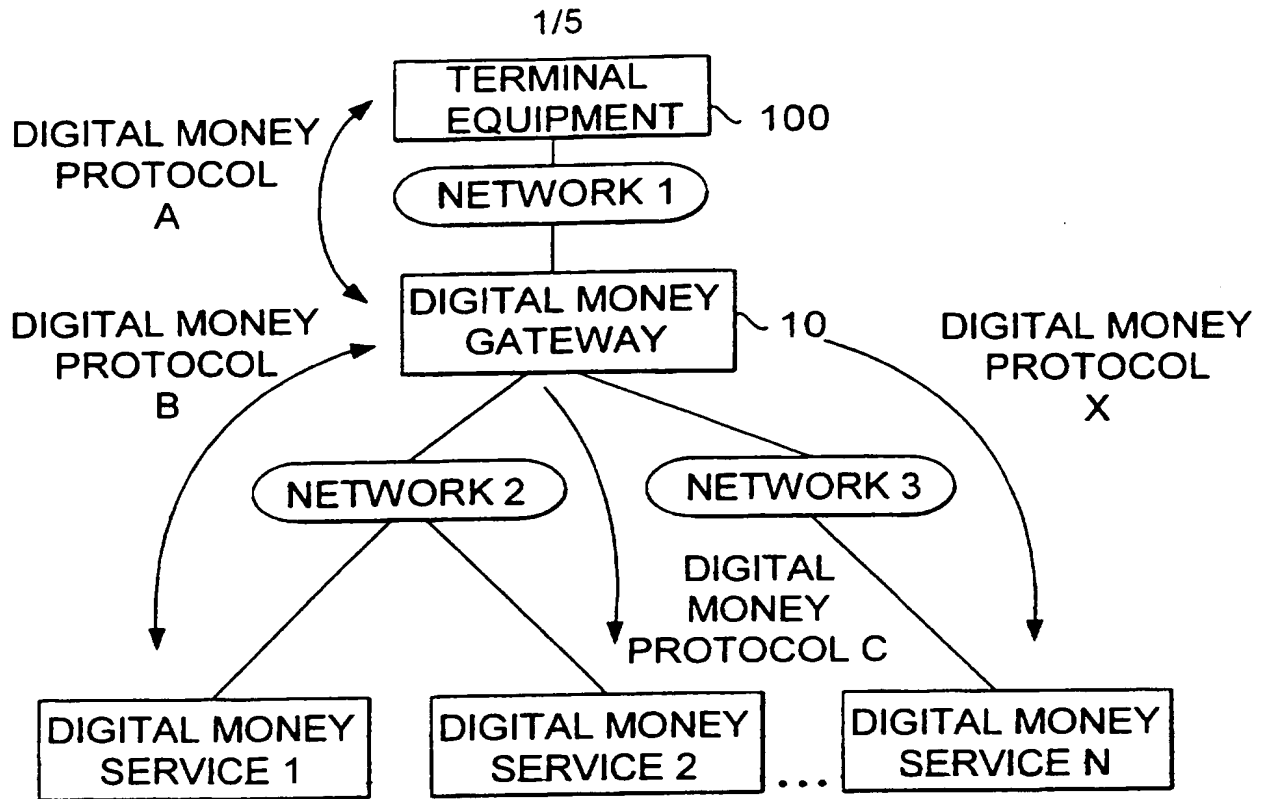 1/5
TERMINAL
EQUIPMENT
100
DIGITAL MONEY
PROTOCOL
A
NETWORK 1
DIGITAL MONEY
GATEWAY
10
DIGITAL MONEY
PROTOCOL
B
DIGITAL MONEY
PROTOCOL
X
NETWORK 2
NETWORK 3
DIGITAL
MONEY
PROTOCOL C
DIGITAL MONEY
SERVICE 1
DIGITAL MONEY
SERVICE 2
...
DIGITAL MONEY
SERVICE N